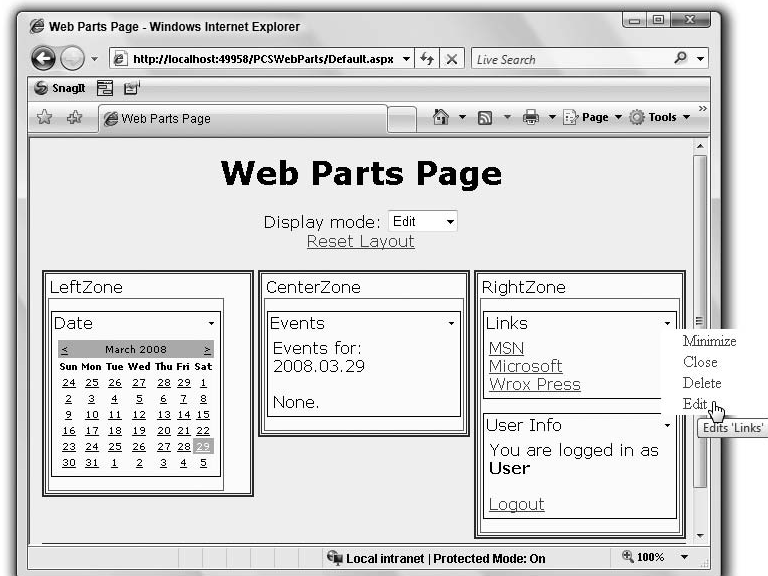 Web Parts Page - Windows Internet Explorer
http://localhost:49958/PCSWebParts/Default.aspx
Live Search
SnagIt
Web Parts Page
Page
Tools
Web Parts Page
Display mode: Edit
Reset Layout
LeftZone
Date
< March 2008 >
Sun Mon Tue Wed Thu Fri Sat
24 25 26 27 28 29 1
2 3 4 5 6 7 8
9 10 11 12 13 14 15
16 17 18 19 20 21 22
23 24 25 26 27 28 29
30 31 1 2 3 4 5
CenterZone
Events
Events for:
2008.03.29
None.
RightZone
Links
MSN
Microsoft
Wrox Press
Minimize
Close
Delete
Edit
Edits 'Links'
User Info
You are logged in as
User
Logout
Local intranet | Protected Mode: On
100%